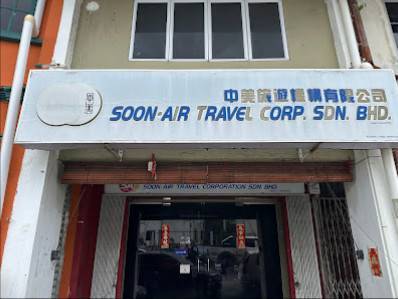 中美旅遊機構有限公司
SOON-AIR TRAVEL CORP. SDN. BHD.
SOON-AIR TRAVEL CORPORATION SDN. BHD.